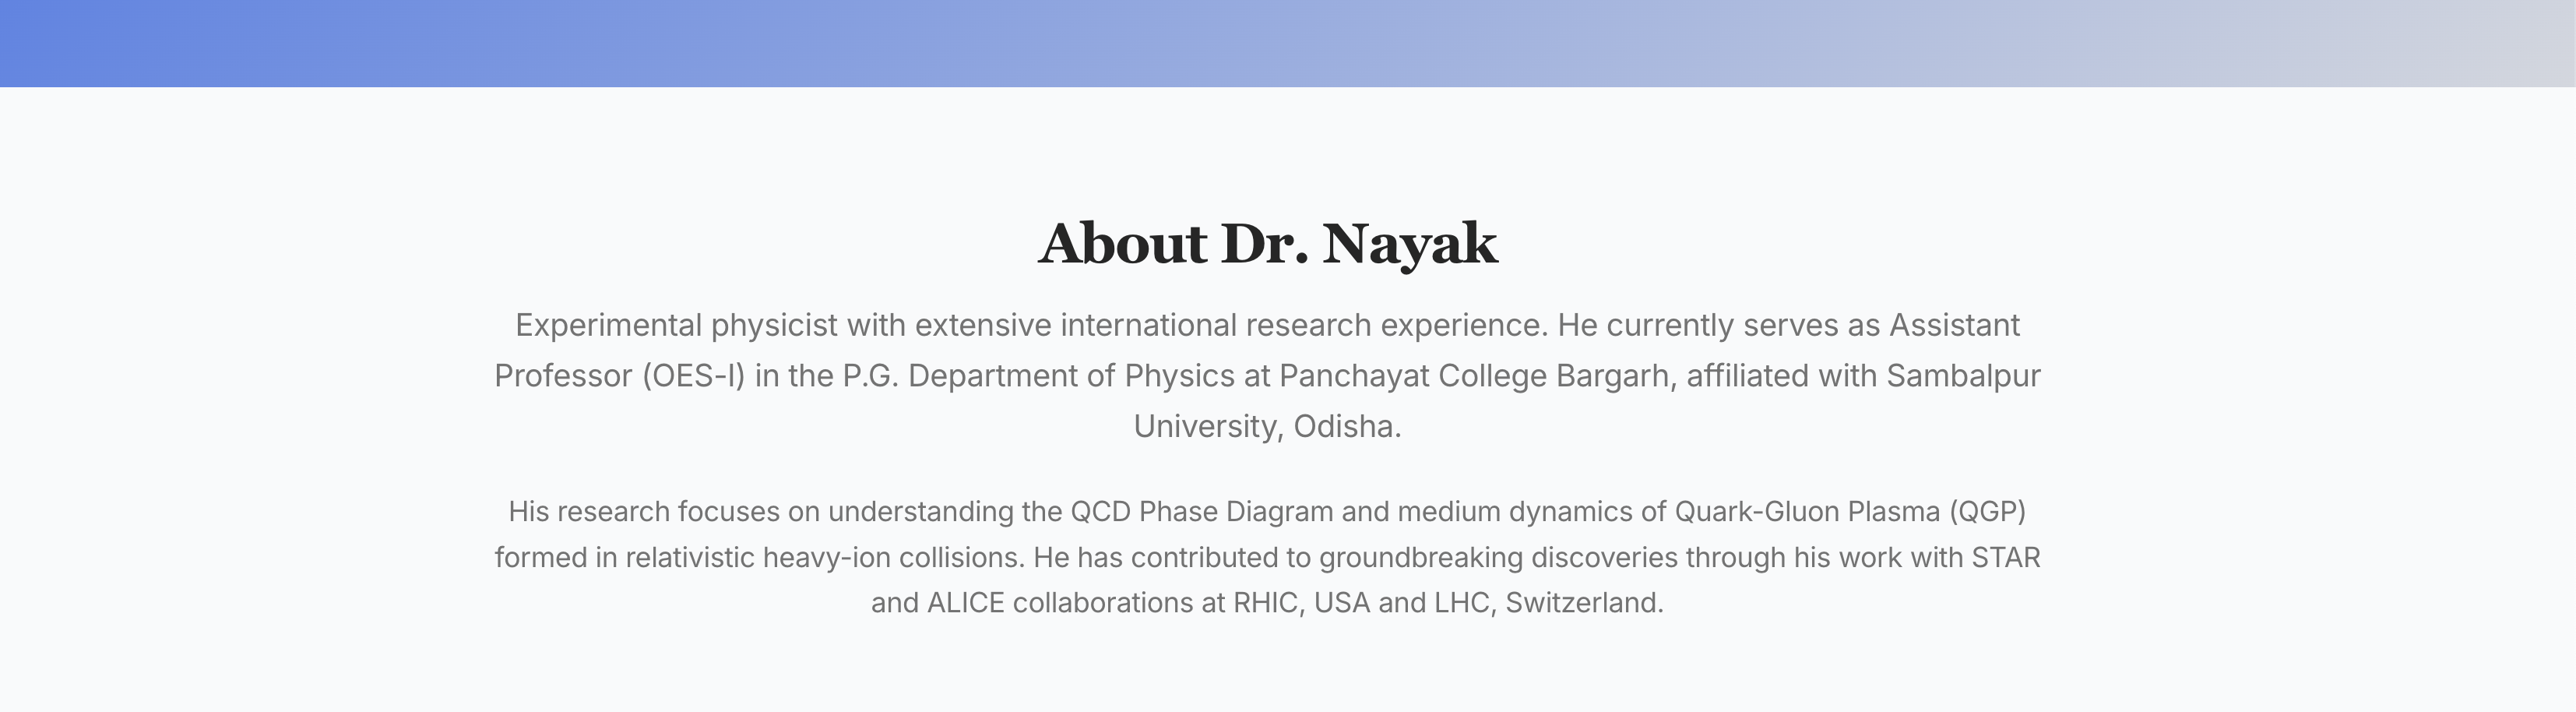 About Dr. Nayak
Experimental physicist with extensive international research experience. He currently serves as Assistant
Professor (OES-I) in the P.G. Department of Physics at Panchayat College Bargarh, affiliated with Sambalpur
University, Odisha.
His research focuses on understanding the QCD Phase Diagram and medium dynamics of Quark-Gluon Plasma (QGP)
formed in relativistic heavy-ion collisions. He has contributed to groundbreaking discoveries through his work with STAR
and ALICE collaborations at RHIC, USA and LHC, Switzerland.